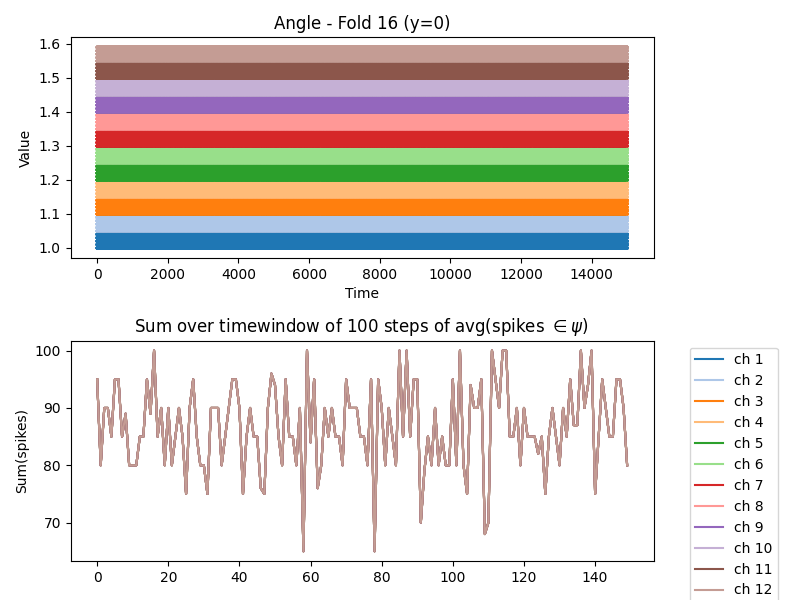 Angle - Fold 16 (y=0)
1.6
1.5
1.4
1.3
1.2
1.1
1.0
Value
0 2000 4000 6000 8000 10000 12000 14000
Time
Sum over timewindow of 100 steps of avg(spikes ∈ ψ)
100
90
80
70
Sum(spikes)
0 20 40 60 80 100 120 140
ch 1
ch 2
ch 3
ch 4
ch 5
ch 6
ch 7
ch 8
ch 9
ch 10
ch 11
ch 12